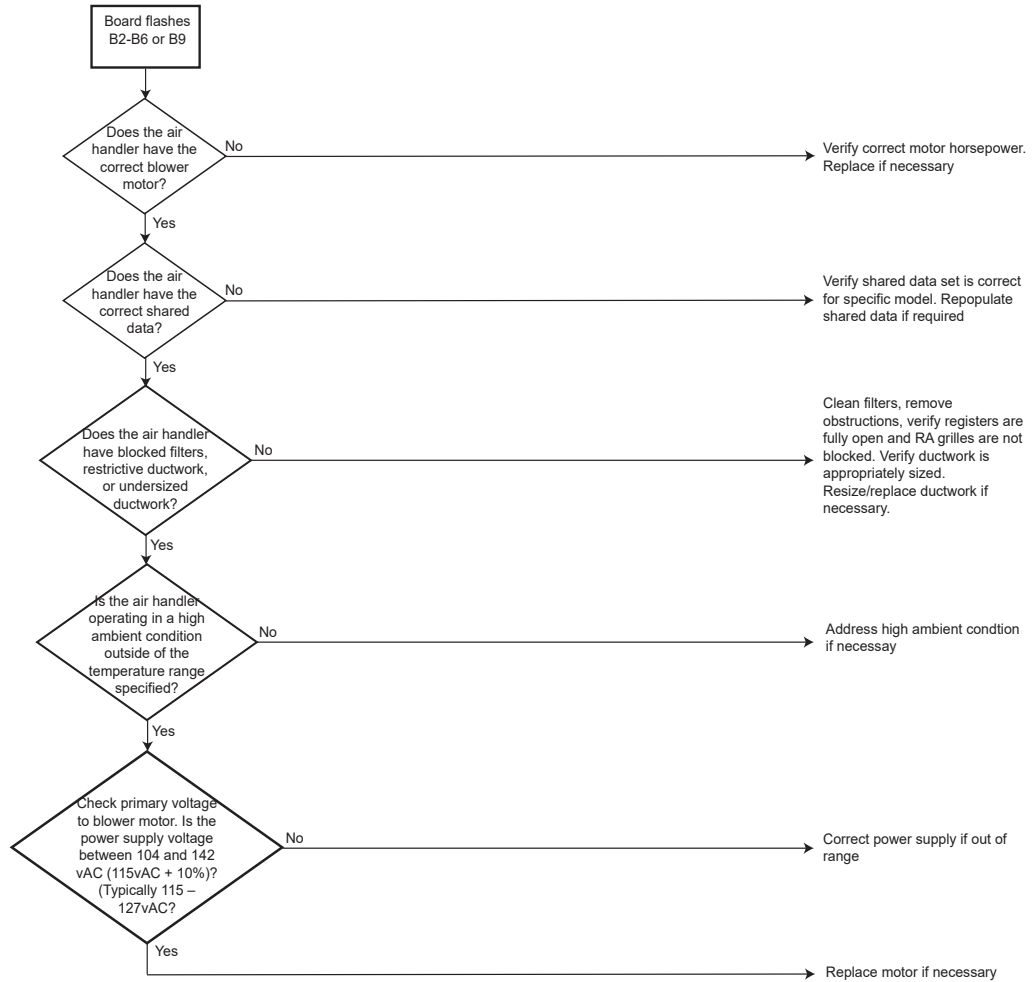 Board flashes
B2-B6 or B9
Does the air
handler have the
correct blower
motor?
No
Verify correct motor horsepower.
Replace if necessary
Yes
Does the air
handler have the
correct shared
data?
No
Verify shared data set is correct
for specific model. Repopulate
shared data if required
Yes
Does the air handler
have blocked filters,
restrictive ductwork,
or undersized
ductwork?
No
Clean filters, remove
obstructions, verify registers are
fully open and RA grilles are not
blocked. Verify ductwork is
appropriately sized.
Resize/replace ductwork if
necessary.
Yes
Is the air handler
operating in a high
ambient condition
outside of the
temperature range
specified?
No
Address high ambient condtion
if necessay
Yes
Check primary voltage
to blower motor. Is the
power supply voltage
between 104 and 142
vAC (115vAC + 10%)?
(Typically 115 –
127vAC?
No
Correct power supply if out of
range
Yes
Replace motor if necessary